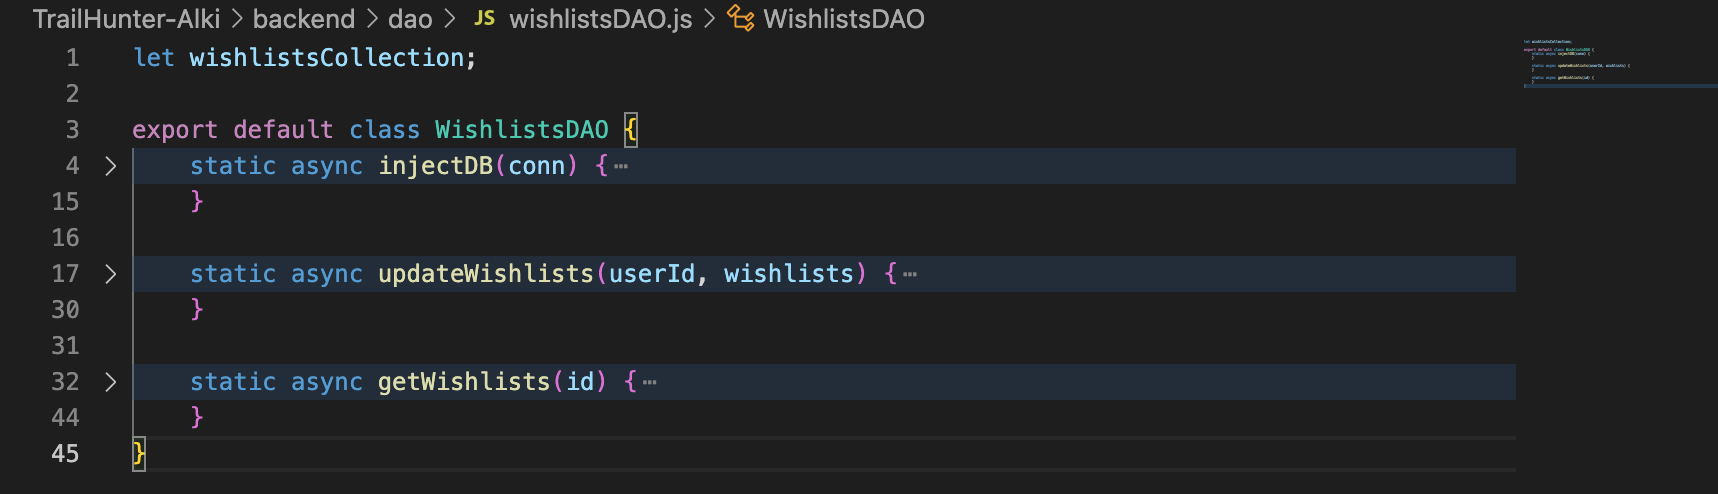 TrailHunter-Alki > backend > dao > JS wishlistsDAO.js > WishlistsDAO
1 let wishlistsCollection;
2
3 export default class WishlistsDAO {
4 > static async injectDB(conn) { ⋯
15 }
16
17 > static async updateWishlists(userId, wishlists) { ⋯
30 }
31
32 > static async getWishlists(id) { ⋯
44 }
45 }